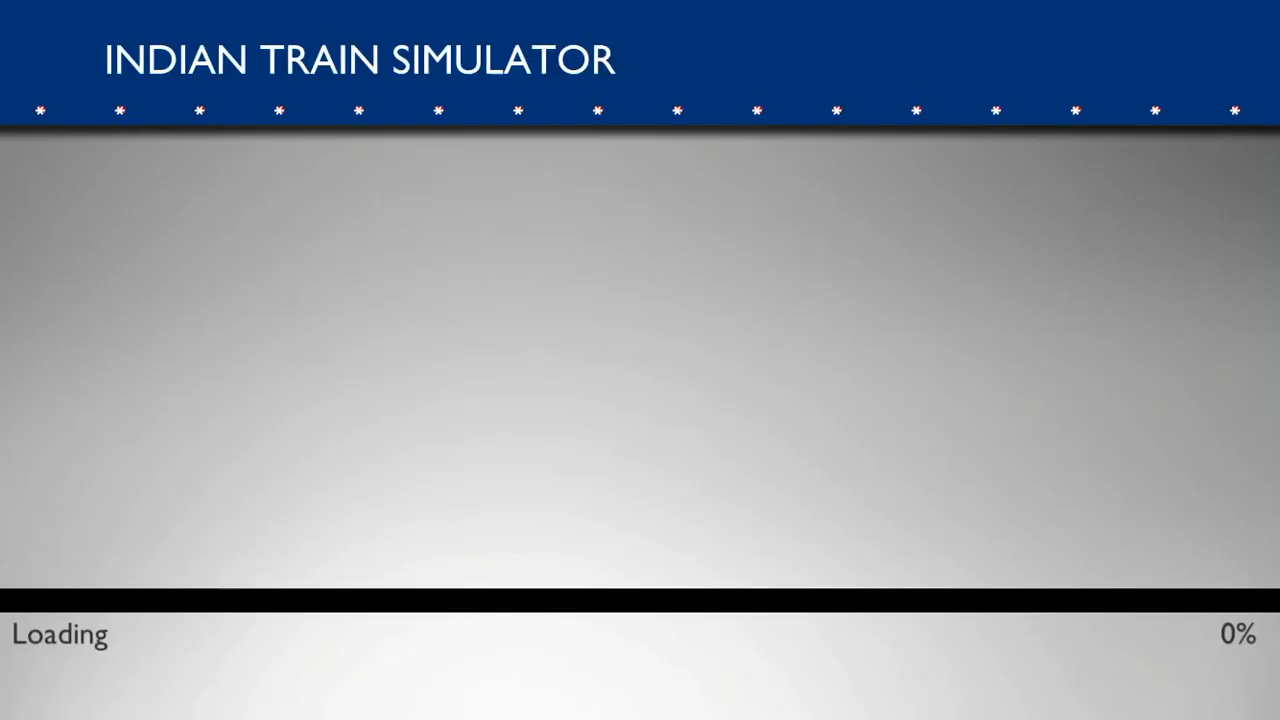 INDIAN TRAIN SIMULATOR
* * * * * * * * * * * * * * * *
Loading 0%